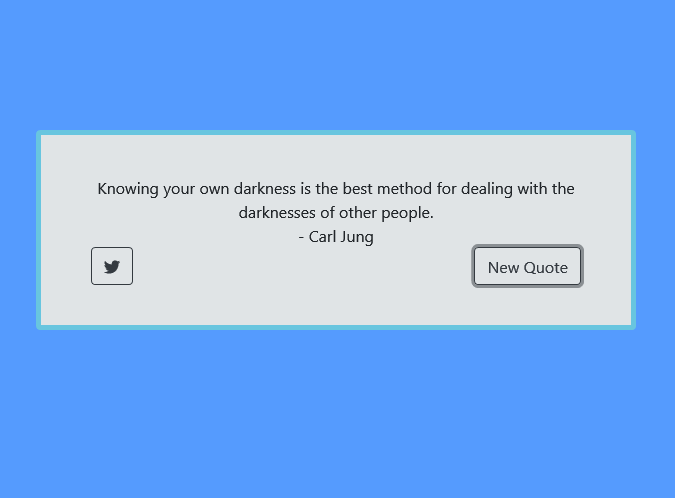 Knowing your own darkness is the best method for dealing with the
darknesses of other people.
- Carl Jung
New Quote